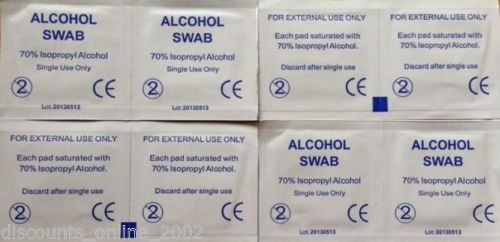 ALCOHOL
SWAB
70% Isopropyl Alcohol
Single Use Only
2 CE
Lot: 20130513
ALCOHOL
SWAB
70% Isopropyl Alcohol
Single Use Only
2 CE
Lot: 20130513
FOR EXTERNAL USE ONLY
Each pad saturated with
70% Isopropyl Alcohol.
Discard after single use
2 CE
FOR EXTERNAL USE ONLY
Each pad saturated with
70% Isopropyl Alcohol.
Discard after single use
2 CE
FOR EXTERNAL USE ONLY
Each pad saturated with
70% Isopropyl Alcohol.
Discard after single use
2 CE
FOR EXTERNAL USE ONLY
Each pad saturated with
70% Isopropyl Alcohol.
Discard after single use
2 CE
ALCOHOL
SWAB
70% Isopropyl Alcohol
Single Use Only
2 CE
Lot: 20130513
ALCOHOL
SWAB
70% Isopropyl Alcohol
Single Use Only
2 CE
Lot: 20130513
discounts_online_2002